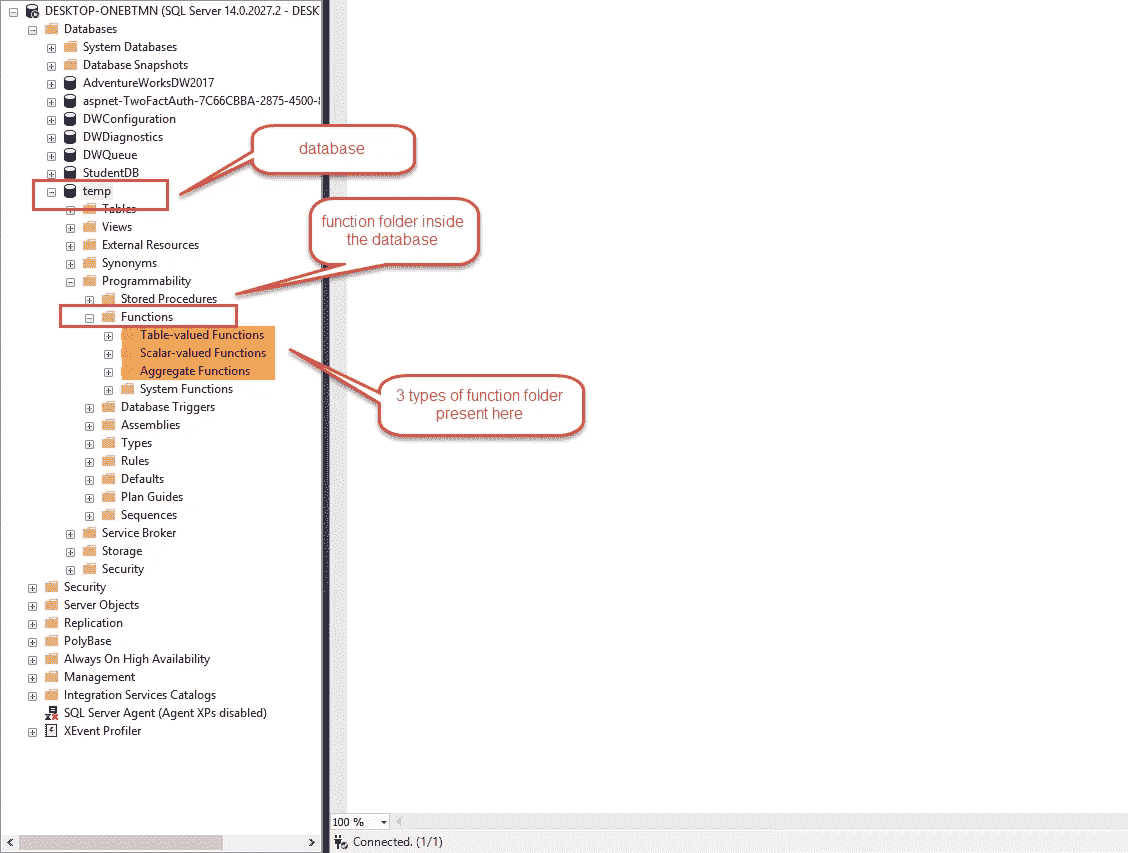 DESKTOP-ONEBTMN (SQL Server 14.0.2027.2 - DESK
Databases
System Databases
Database Snapshots
AdventureWorksDW2017
aspnet-TwoFactAuth-7C66CBBA-2875-4500-
DWConfiguration
DWDiagnostics
database
DWQueue
StudentDB
temp
Tables
function folder inside
the database
Views
External Resources
Synonyms
Programmability
Stored Procedures
Functions
Table-valued Functions
Scalar-valued Functions
Aggregate Functions
System Functions
3 types of function folder
present here
Database Triggers
Assemblies
Types
Rules
Defaults
Plan Guides
Sequences
Service Broker
Storage
Security
Security
Server Objects
Replication
PolyBase
Always On High Availability
Management
Integration Services Catalogs
SQL Server Agent (Agent XPs disabled)
XEvent Profiler
100 %
Connected. (1/1)